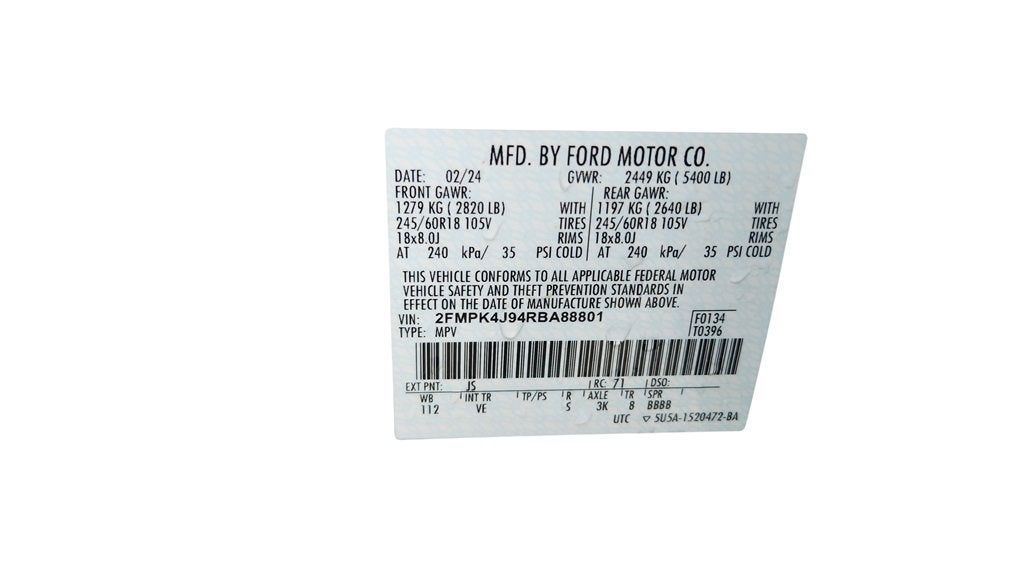 MFD. BY FORD MOTOR CO.
DATE: 02/24 GVWR: 2449 KG ( 5400 LB)
FRONT GAWR: REAR GAWR:
1279 KG ( 2820 LB) WITH 1197 KG ( 2640 LB) WITH
245/60R18 105V TIRES 245/60R18 105V TIRES
18x8.0J RIMS 18x8.0J RIMS
AT 240 kPa/ 35 PSI COLD AT 240 kPa/ 35 PSI COLD
THIS VEHICLE CONFORMS TO ALL APPLICABLE FEDERAL MOTOR
VEHICLE SAFETY AND THEFT PREVENTION STANDARDS IN
EFFECT ON THE DATE OF MANUFACTURE SHOWN ABOVE.
VIN: 2FMPK4J94RBA88801 F0134
TYPE: MPV T0396
EXT PNT: JS RC: 71 DSO:
WB INT TR TP/PS R AXLE TR SPR
112 VE S 3K 8 BBBB
UTC ▽ 5U5A-1520472-BA